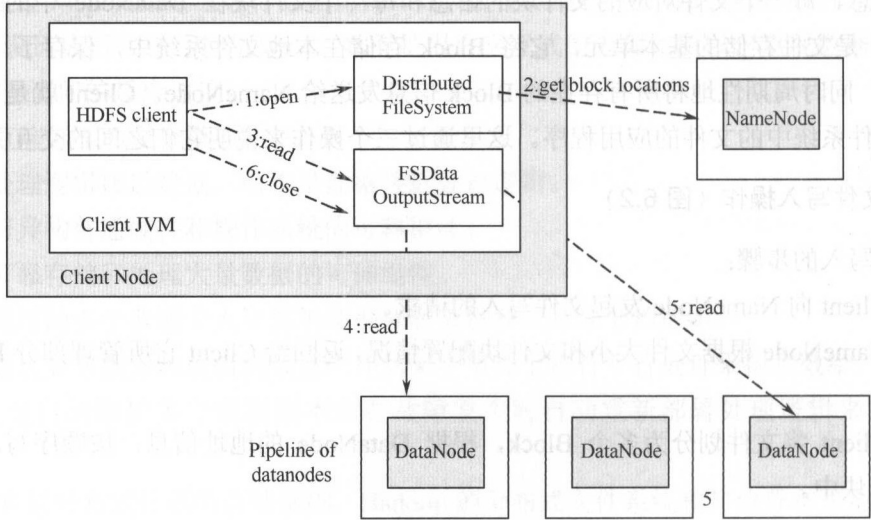 1:open
Distributed
FileSystem
2:get block locations
HDFS client
NameNode
3:read
6:close
FSData
OutputStream
Client JVM
Client Node
4:read
5:read
Pipeline of
datanodes
DataNode
DataNode
DataNode
5